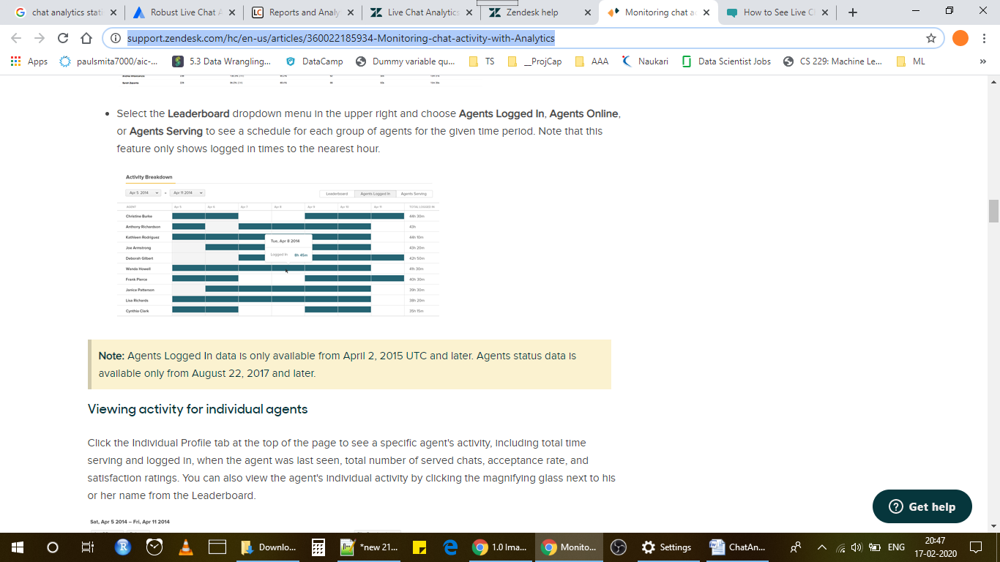 chat analytics stati
Robust Live Chat A
Reports and Analy
Live Chat Analytics
Zendesk help
Monitoring chat a
How to See Live C
support.zendesk.com/hc/en-us/articles/360022185934-Monitoring-chat-activity-with-Analytics
Apps
paulsmita7000/aic-...
5.3 Data Wrangling...
DataCamp
Dummy variable qu...
TS
__ProjCap
AAA
Naukari
Data Scientist Jobs
CS 229: Machine Le...
ML
»
• Select the Leaderboard dropdown menu in the upper right and choose Agents Logged In, Agents Online,
or Agents Serving to see a schedule for each group of agents for the given time period. Note that this
feature only shows logged in times to the nearest hour.
Activity Breakdown
Apr 5 2014 - Apr 11 2014
Leaderboard Agents Logged In Agents Serving
AGENT Apr 5 Apr 6 Apr 7 Apr 8 Apr 9 Apr 10 Apr 11 TOTAL LOGGED IN
Christine Burke 44h 30m
Anthony Richardson 43h
Kathleen Rodriguez 44h 10m
Tue, Apr 8 2014
Joe Armstrong 43h 20m
Logged In 8h 45m
Deborah Gilbert 42h 50m
Wanda Howell 41h 30m
Frank Pierce 40h 30m
Janice Patterson 39h 30m
Lisa Richards 38h 20m
Cynthia Clark 35h 15m
Note: Agents Logged In data is only available from April 2, 2015 UTC and later. Agents status data is
available only from August 22, 2017 and later.
Viewing activity for individual agents
Click the Individual Profile tab at the top of the page to see a specific agent's activity, including total time
serving and logged in, when the agent was last seen, total number of served chats, acceptance rate, and
satisfaction ratings. You can also view the agent's individual activity by clicking the magnifying glass next to his
or her name from the Leaderboard.
Sat, Apr 5 2014 – Fri, Apr 11 2014
Get help
Downlo...
*new 21...
1.0 Ima...
Monito...
Settings
ChatAn...
ENG
20:47
17-02-2020